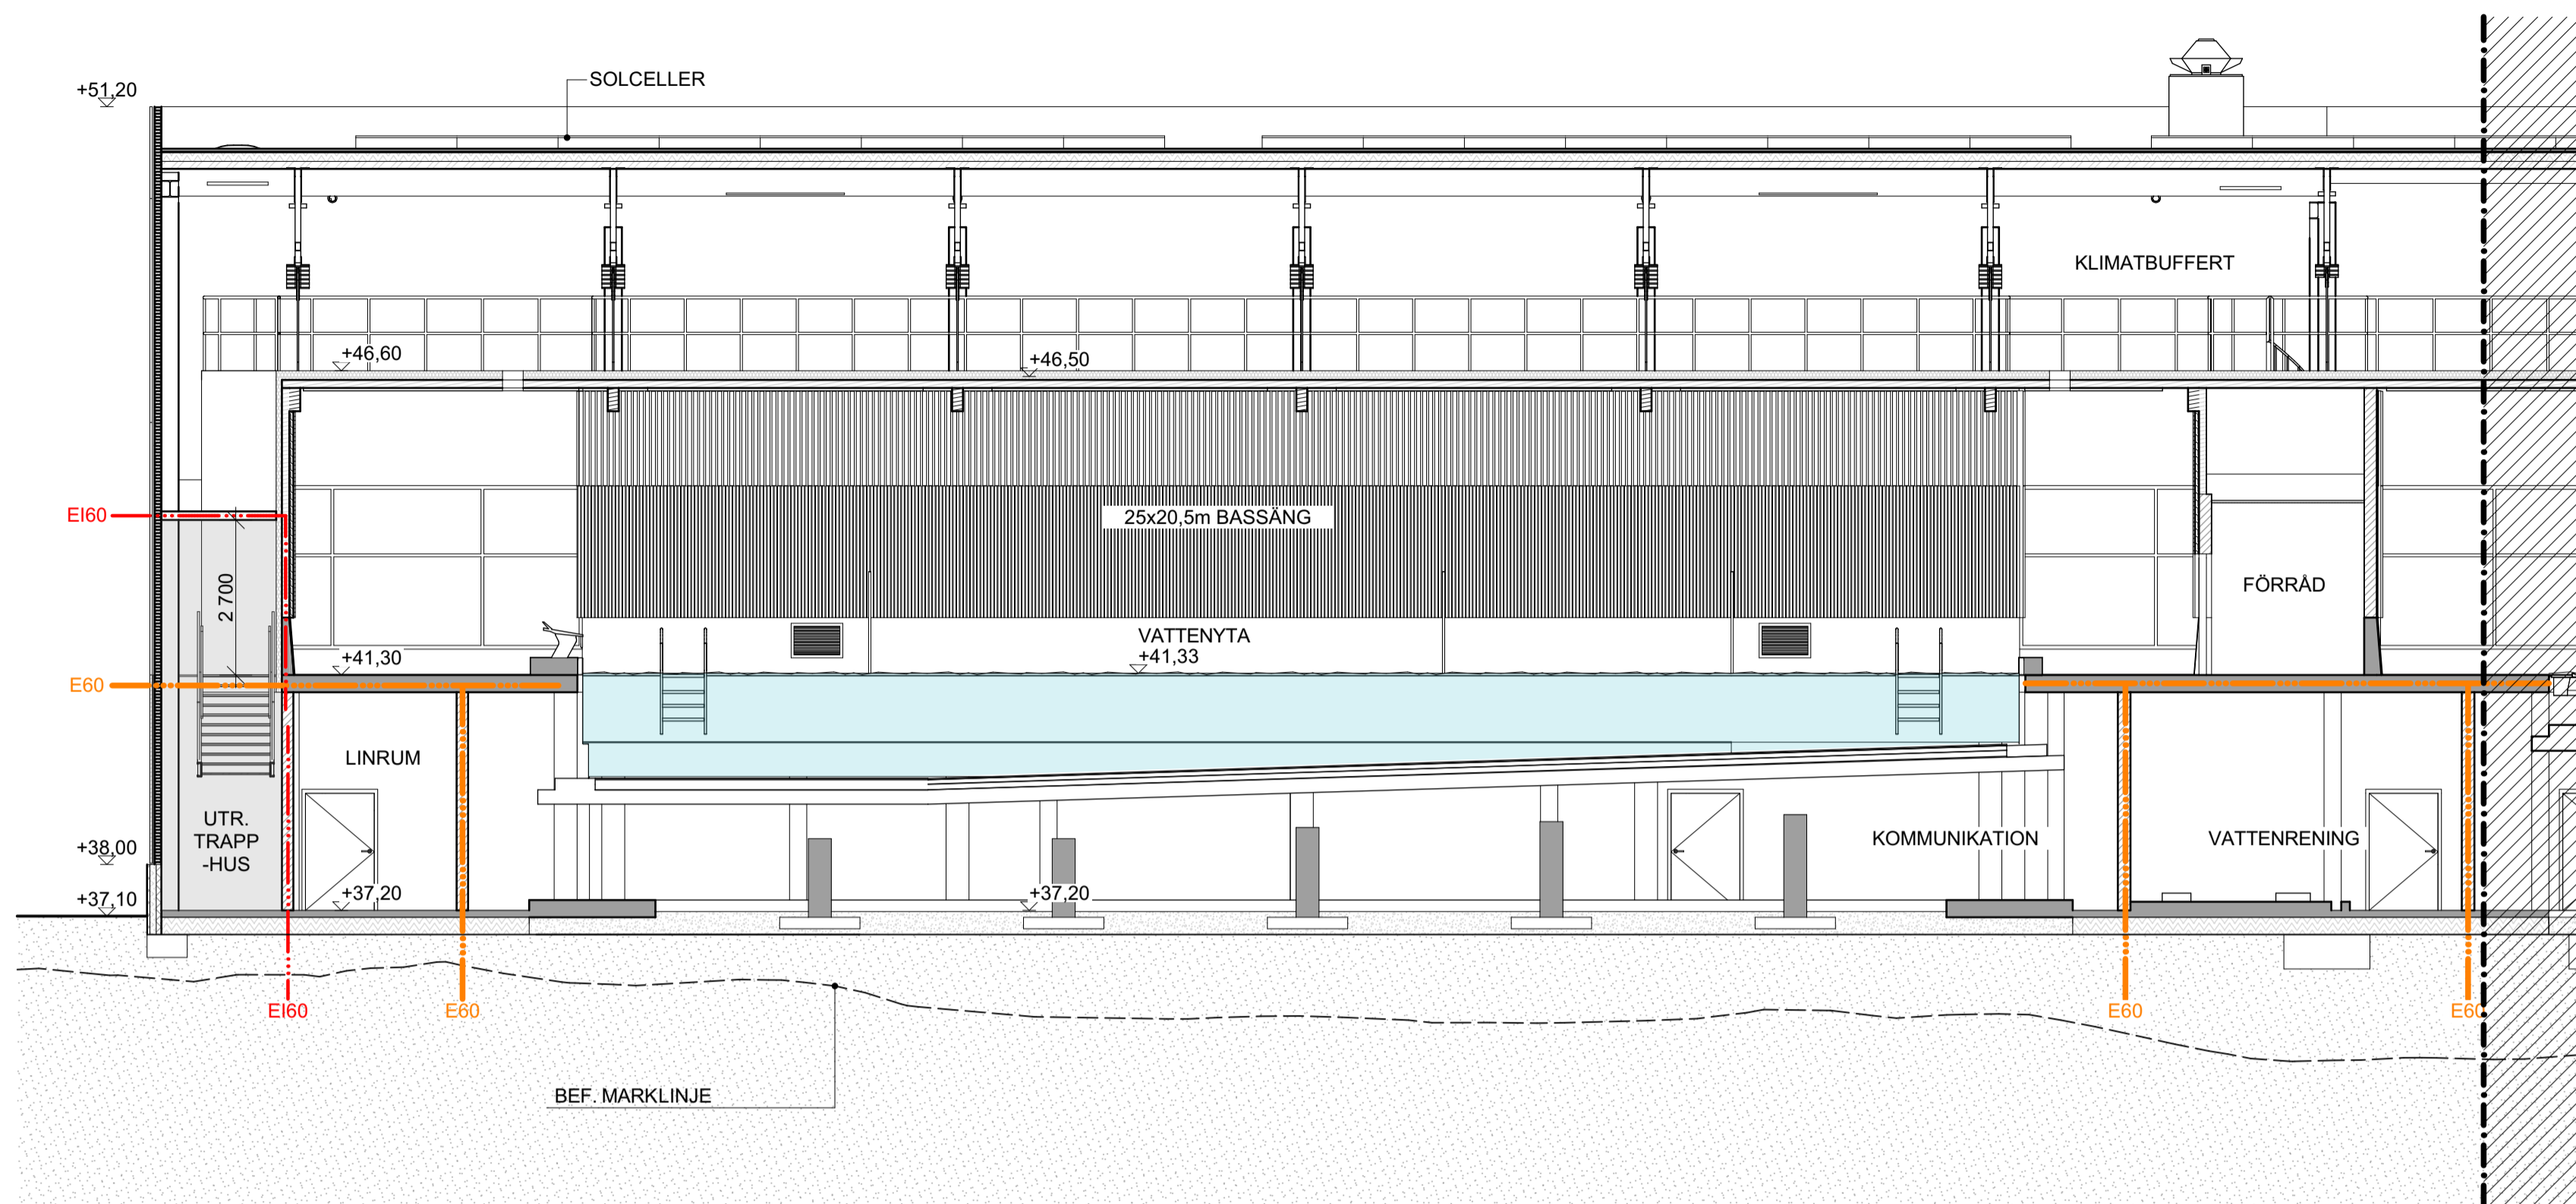 SOLCELLER
+51,20
KLIMATBUFFERT
+46,60
+46,50
EI60
25x20,5m BASSÄNG
2 700
FÖRRÅD
VATTENYTA
+41,33
+41,30
E60
LINRUM
UTR.
TRAPP
-HUS
KOMMUNIKATION
VATTENRENING
+38,00
+37,20
+37,20
+37,10
EI60
E60
E60
E60
BEF. MARKLINJE